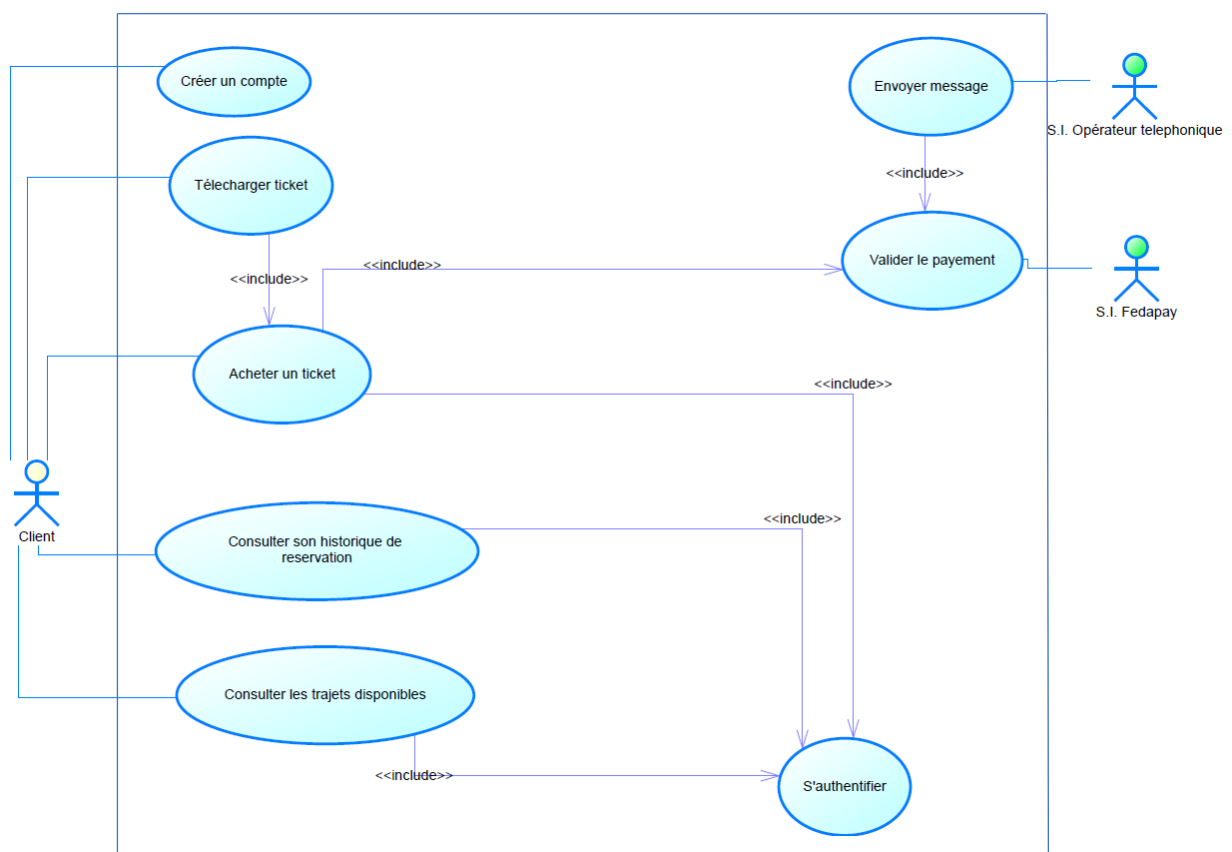 Créer un compte
Envoyer message
S.I. Opérateur telephonique
Télecharger ticket
<<include>>
<<include>>
<<include>>
Valider le payement
<<include>>
S.I. Fedapay
Acheter un ticket
<<include>>
Client
Consulter son historique de
reservation
<<include>>
Consulter les trajets disponibles
<<include>>
S'authentifier